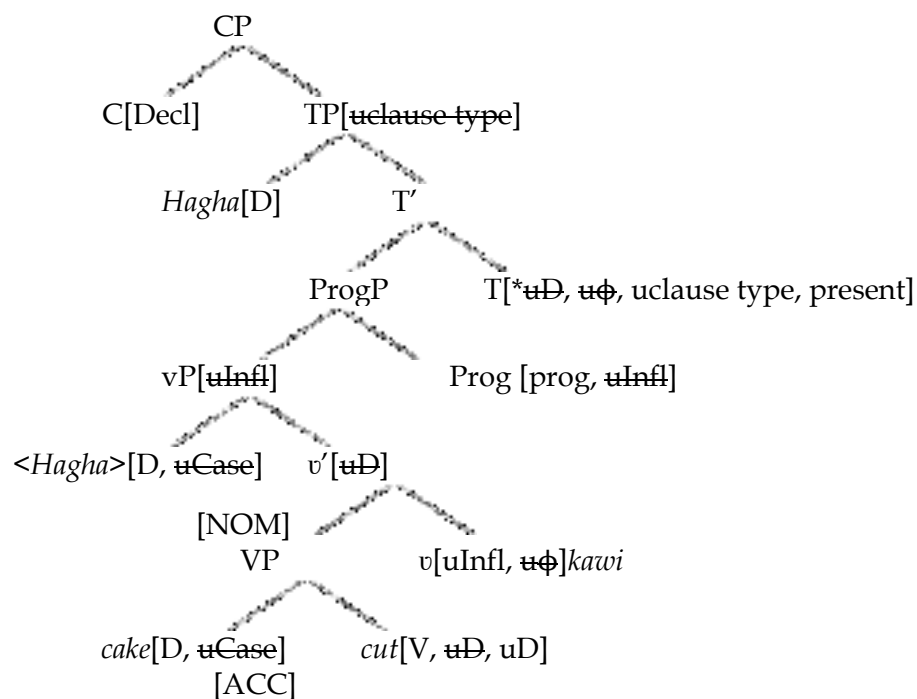 CP
C[Decl] TP[uclause type]
Hagha[D] T’
ProgP T[*uD, uϕ, uclause type, present]
vP[uInfl] Prog [prog, uInfl]
<Hagha>[D, uCase] ʋ’[uD]
[NOM]
VP ʋ[uInfl, uϕ]kawi
cake[D, uCase] cut[V, uD, uD]
[ACC]